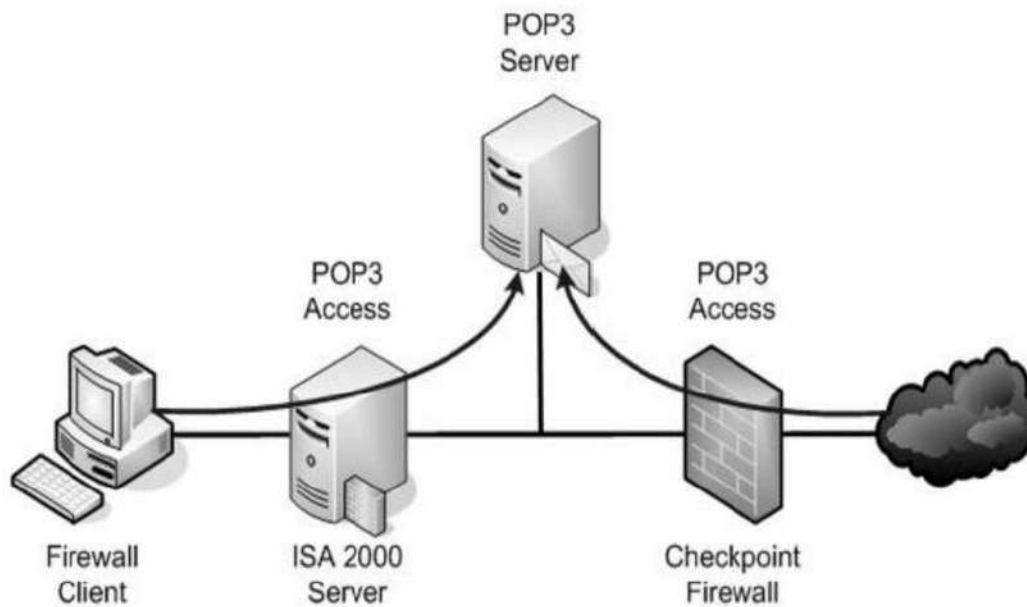 POP3
Server
POP3
Access
POP3
Access
Firewall
Client
ISA 2000
Server
Checkpoint
Firewall